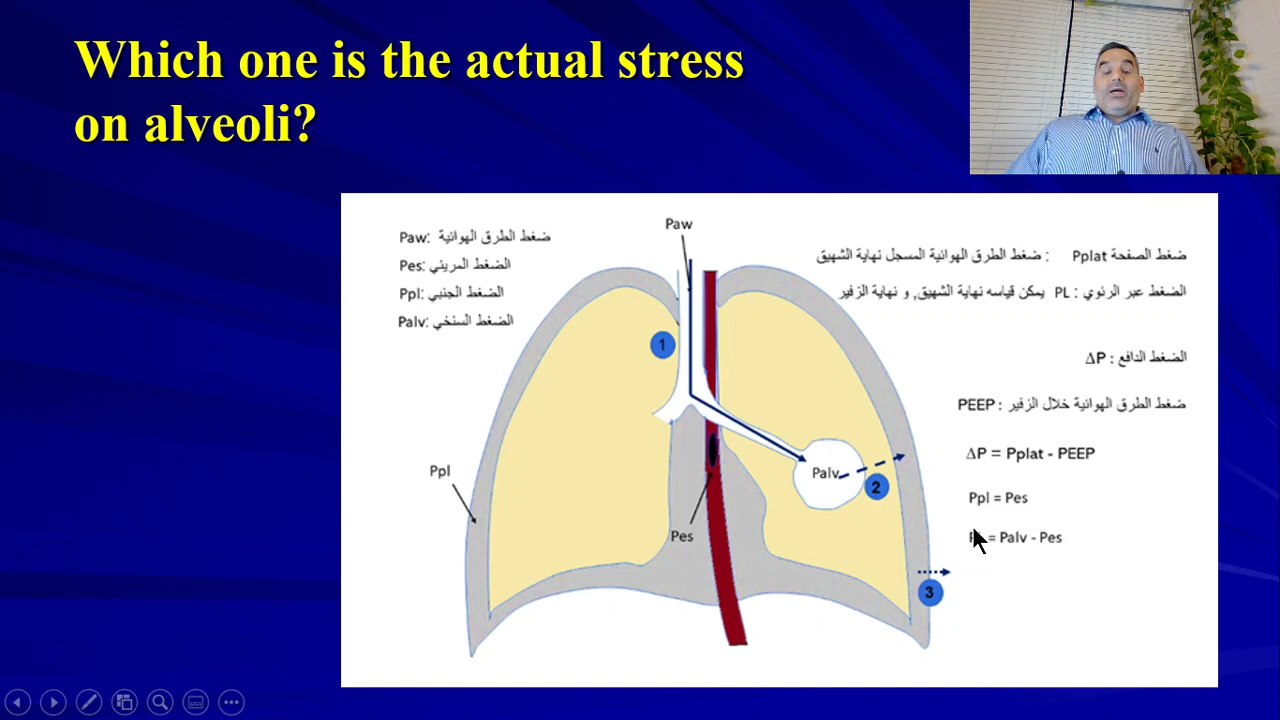 Which one is the actual stress
on alveoli?
Paw
Paw: ضغط الطرق الهوائية
Pes: الضغط المريئي
Ppl: الضغط الجنبي
Palv: الضغط السنخي
Pplat ضغط الصفحة : ضغط الطرق الهوائية المسجل نهاية الشهيق
الضغط عبر الرئوي : PL يمكن قياسه نهاية الشهيق, و نهاية الزفير
الضغط الدافع : ΔP
ضغط الطرق الهوائية خلال الزفير : PEEP
ΔP = Pplat - PEEP
Ppl = Pes
= Palv - Pes
1
Ppl
Palv
2
Pes
3